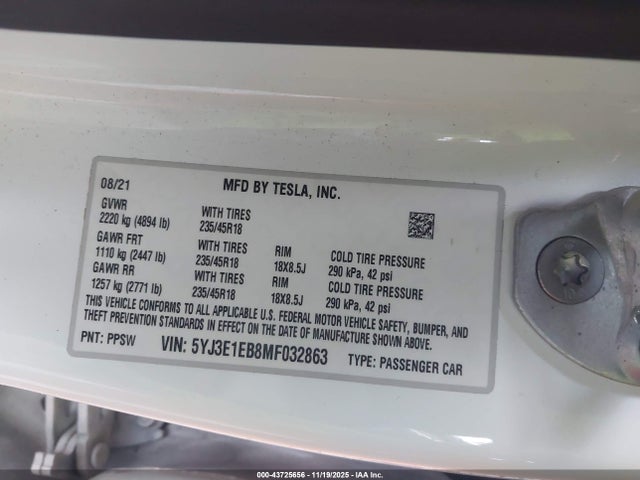 08/21 MFD BY TESLA, INC.
GVWR
2220 kg (4894 lb) WITH TIRES 235/45R18
GAWR FRT
1110 kg (2447 lb) WITH TIRES 235/45R18 RIM 18X8.5J COLD TIRE PRESSURE 290 kPa, 42 psi
GAWR RR
1257 kg (2771 lb) WITH TIRES 235/45R18 RIM 18X8.5J COLD TIRE PRESSURE 290 kPa, 42 psi
THIS VEHICLE CONFORMS TO ALL APPLICABLE U.S. FEDERAL MOTOR VEHICLE SAFETY, BUMPER, AND
THEFT PREVENTION STANDARDS IN EFFECT ON THE DATE OF MANUFACTURE SHOWN ABOVE.
PNT: PPSW VIN: 5YJ3E1EB8MF032863 TYPE: PASSENGER CAR
000-43725656 - 11/19/2025 - IAA Inc.